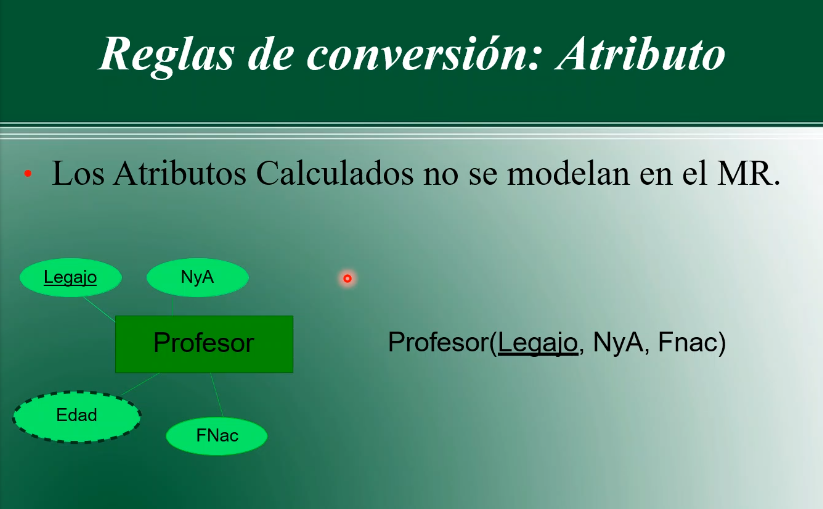 Reglas de conversión: Atributo
• Los Atributos Calculados no se modelan en el MR.
Legajo
NyA
Profesor
Profesor(Legajo, NyA, Fnac)
Edad
FNac